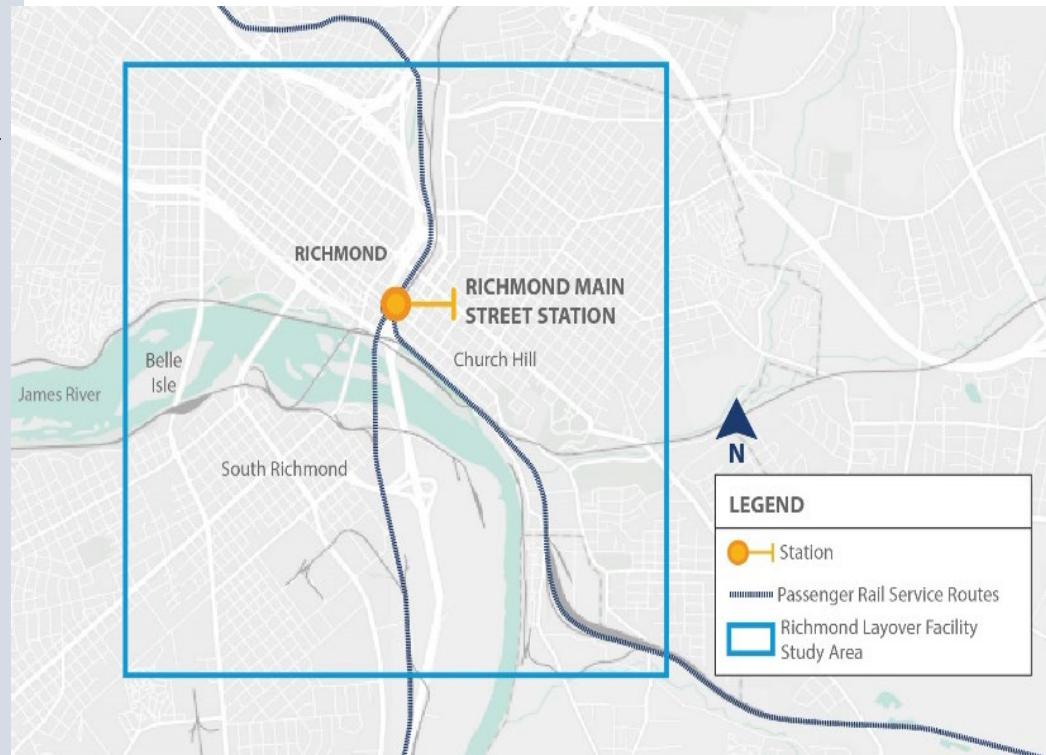 RICHMOND
RICHMOND MAIN
STREET STATION
Church Hill
Belle
Isle
James River
South Richmond
N
LEGEND
Station
Passenger Rail Service Routes
Richmond Layover Facility
Study Area